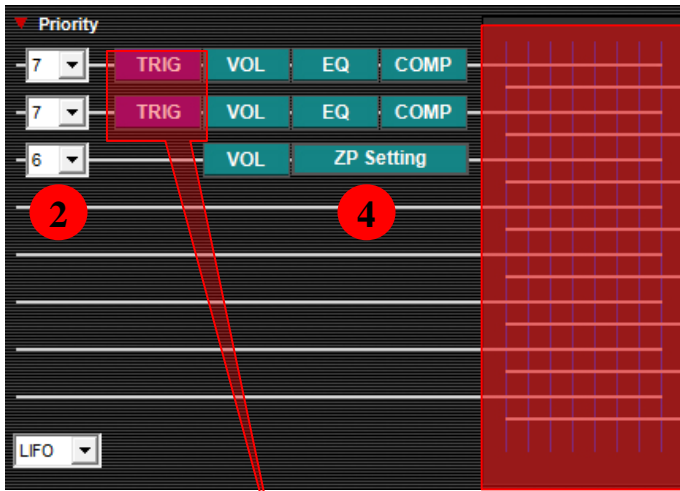 Priority
7 TRIG VOL EQ COMP
7 TRIG VOL EQ COMP
6 VOL ZP Setting
2 4
LIFO